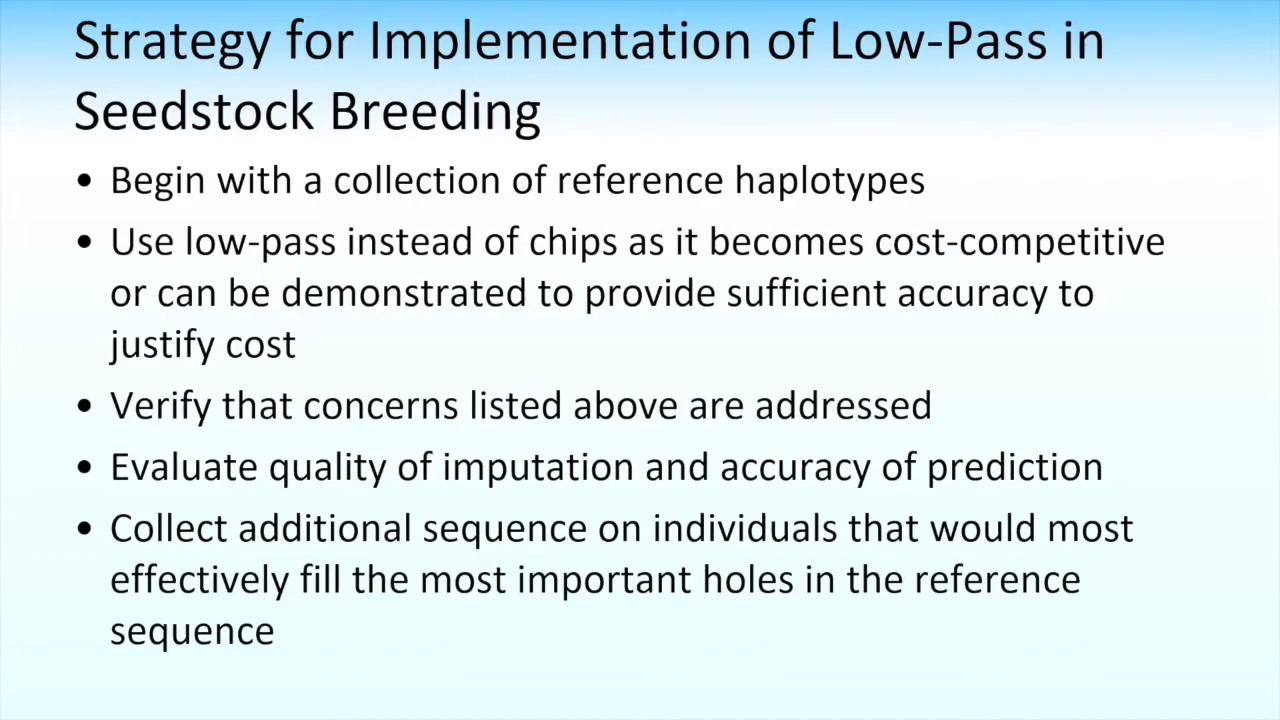 Strategy for Implementation of Low-Pass in
Seedstock Breeding
• Begin with a collection of reference haplotypes
• Use low-pass instead of chips as it becomes cost-competitive
or can be demonstrated to provide sufficient accuracy to
justify cost
• Verify that concerns listed above are addressed
• Evaluate quality of imputation and accuracy of prediction
• Collect additional sequence on individuals that would most
effectively fill the most important holes in the reference
sequence